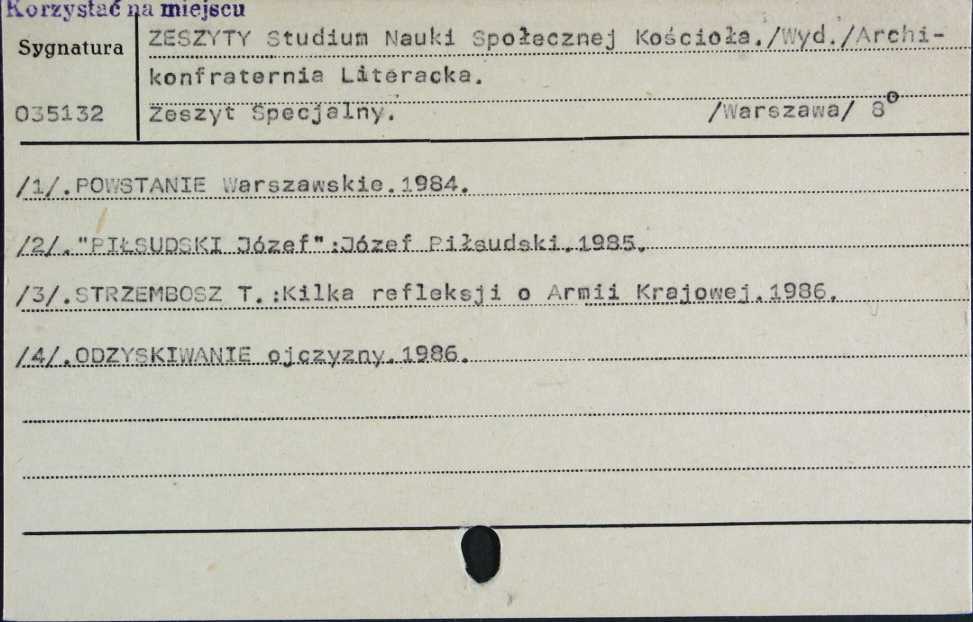 Korzystać na miejscu
Sygnatura
ZESZYTY Studium Nauki Społecznej Kościoła./Wyd./Archi-
konfraternia Literacka.
035132
Zeszyt Specjalny. /Warszawa/ 8°
/1/.POWSTANIE Warszawskie.1984.
/2/."PIŁSUDSKI Józef":Józef Piłsudski.1985.
/3/.STRZEMBOSZ T.:Kilka refleksji o Armii Krajowej.1986.
/4/.ODZYSKIWANIE ojczyzny.1986.